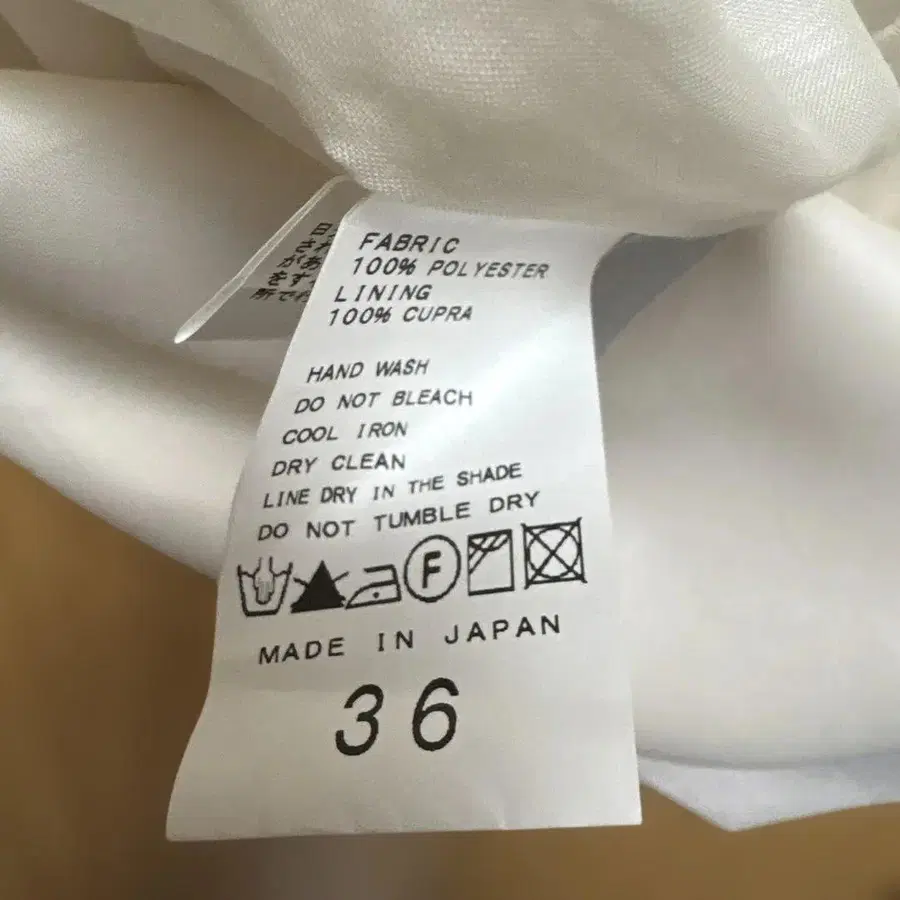 FABRIC
100% POLYESTER
LINING
100% CUPRA
HAND WASH
DO NOT BLEACH
COOL IRON
DRY CLEAN
LINE DRY IN THE SHADE
DO NOT TUMBLE DRY
F
MADE IN JAPAN
36